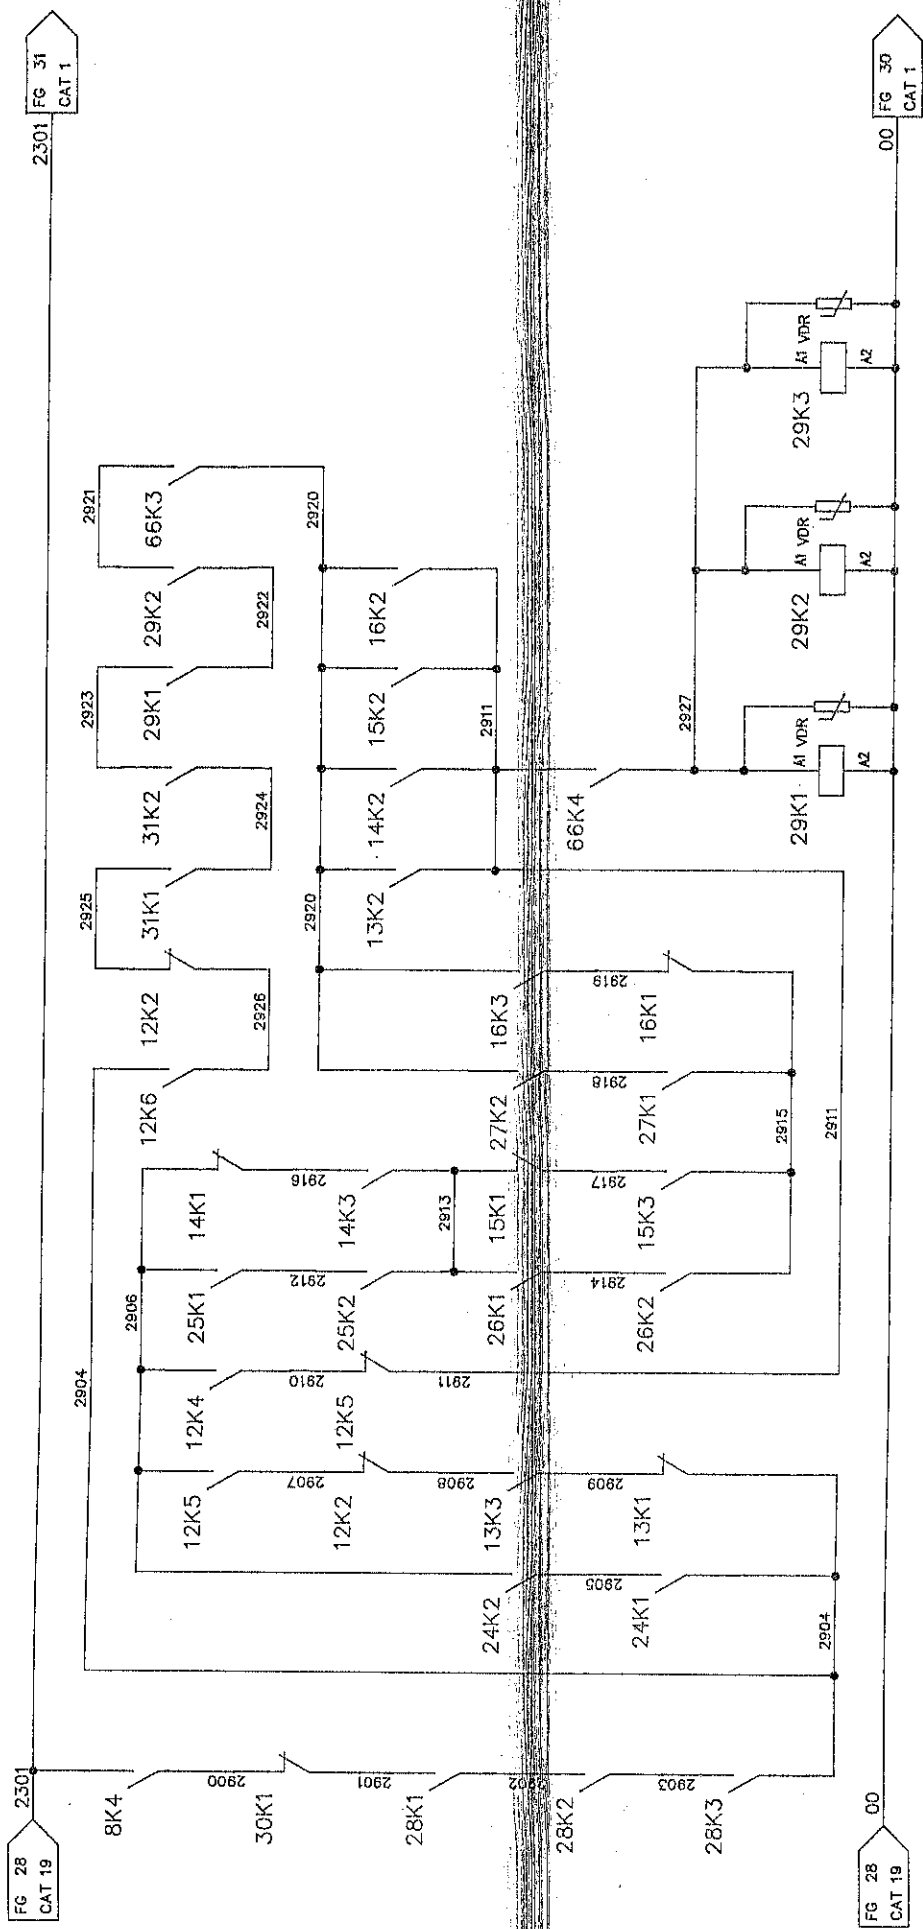 FG 28
CAT 19
2301
2301
FG 31
CAT 1
2904
2906
2925
2923
2921
8K4
12K5
12K4
25K1
14K1
12K6
12K2
31K1
31K2
29K1
29K2
66K3
2900
2907
2910
2912
2916
2926
2924
2922
30K1
12K2
12K5
25K2
14K3
2920
2920
2901
2908
2911
2913
13K2
14K2
15K2
16K2
2911
28K1
24K2
13K3
26K1
15K1
27K2
16K3
2902
2905
2909
2914
2917
2918
2919
28K2
24K1
13K1
26K2
15K3
27K1
16K1
66K4
2903
2915
2927
28K3
2904
2911
29K1
A1
VDR
A2
29K2
A1
VDR
A2
29K3
A1
VDR
A2
FG 28
CAT 19
00
00
FG 30
CAT 1